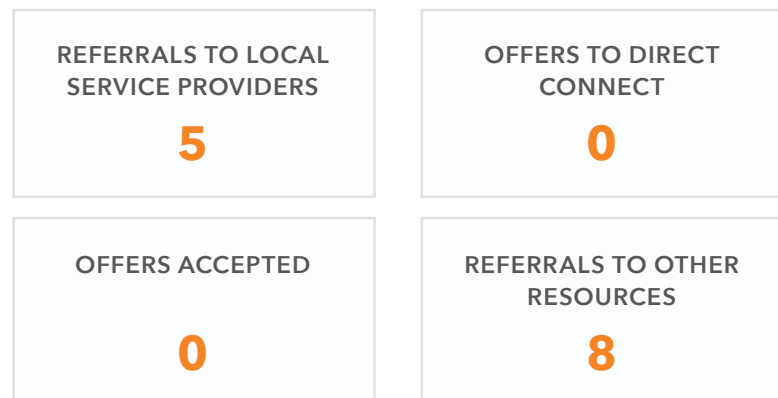 REFERRALS TO LOCAL
SERVICE PROVIDERS
5
OFFERS TO DIRECT
CONNECT
0
OFFERS ACCEPTED
0
REFERRALS TO OTHER
RESOURCES
8